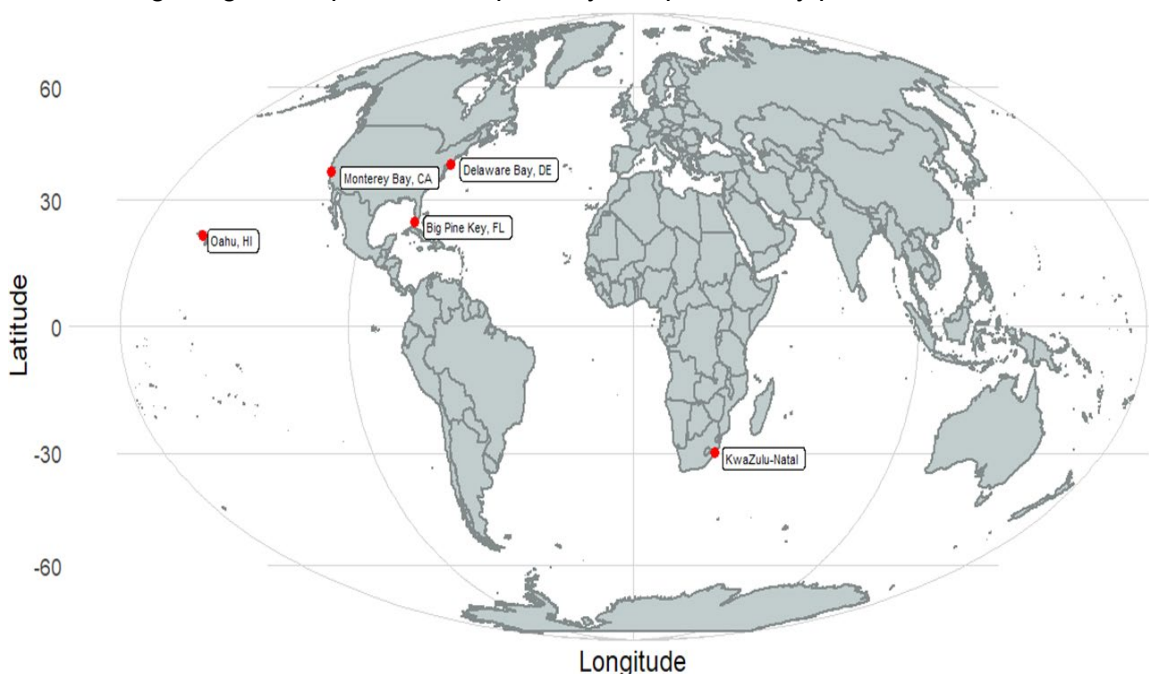 60
Monterey Bay, CA
Delaware Bay, DE
30
Big Pine Key, FL
Oahu, HI
Latitude
0
-30
KwaZulu-Natal
-60
Longitude